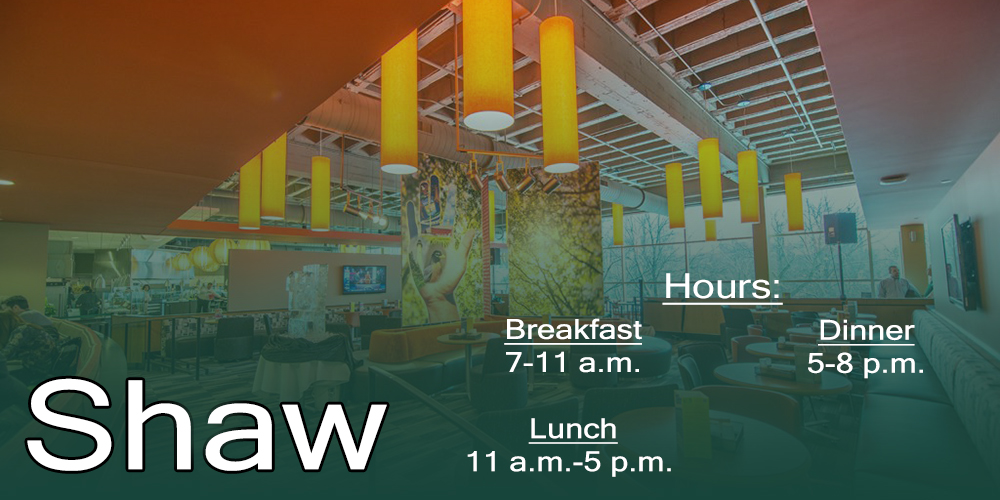 Hours:
Breakfast
7-11 a.m.
Dinner
5-8 p.m.
Lunch
11 a.m.-5 p.m.
Shaw